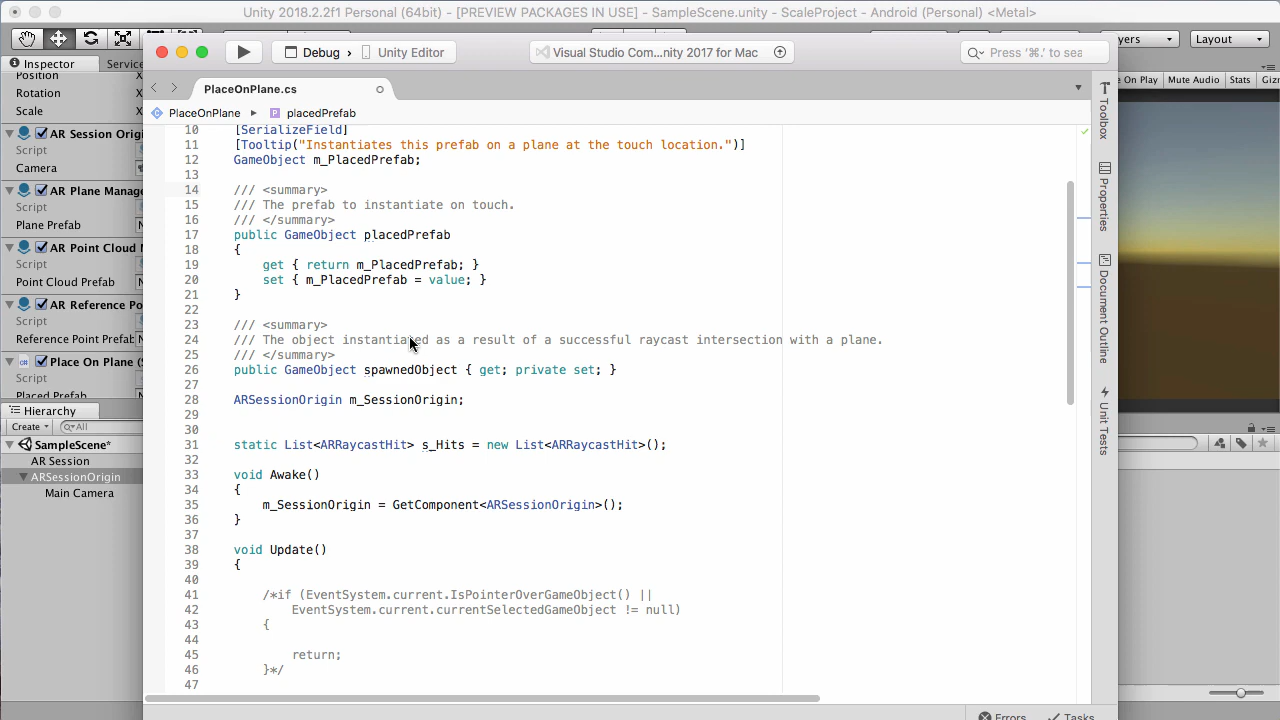 Unity 2018.2.2f1 Personal (64bit) - [PREVIEW PACKAGES IN USE] - SampleScene.unity - ScaleProject - Android (Personal) <Metal>
Layout
Debug › Unity Editor
Visual Studio Com...nity 2017 for Mac
Press '⌘.' to sea
Inspector
Position X
Rotation X
Scale X
AR Session Orig
Script
Camera
AR Plane Manage
Script
Plane Prefab
AR Point Cloud M
Script
Point Cloud Prefab
AR Reference Po
Script
Reference Point Prefab
Place On Plane (S
Script
Placed Prefab
Hierarchy
Create
All
SampleScene*
AR Session
ARSessionOrigin
Main Camera
PlaceOnPlane.cs
PlaceOnPlane ▸ placedPrefab
10 [SerializeField]
11 [Tooltip("Instantiates this prefab on a plane at the touch location.")]
12 GameObject m_PlacedPrefab;
13
14 /// <summary>
15 /// The prefab to instantiate on touch.
16 /// </summary>
17 public GameObject placedPrefab
18 {
19 get { return m_PlacedPrefab; }
20 set { m_PlacedPrefab = value; }
21 }
22
23 /// <summary>
24 /// The object instantiated as a result of a successful raycast intersection with a plane.
25 /// </summary>
26 public GameObject spawnedObject { get; private set; }
27
28 ARSessionOrigin m_SessionOrigin;
29
30
31 static List<ARRaycastHit> s_Hits = new List<ARRaycastHit>();
32
33 void Awake()
34 {
35 m_SessionOrigin = GetComponent<ARSessionOrigin>();
36 }
37
38 void Update()
39 {
40
41 /*if (EventSystem.current.IsPointerOverGameObject() ||
42 EventSystem.current.currentSelectedGameObject != null)
43 {
44
45 return;
46 }*/
47
Toolbox
Properties
Document Outline
Unit Tests
Errors
Tasks
Mute Audio
Stats